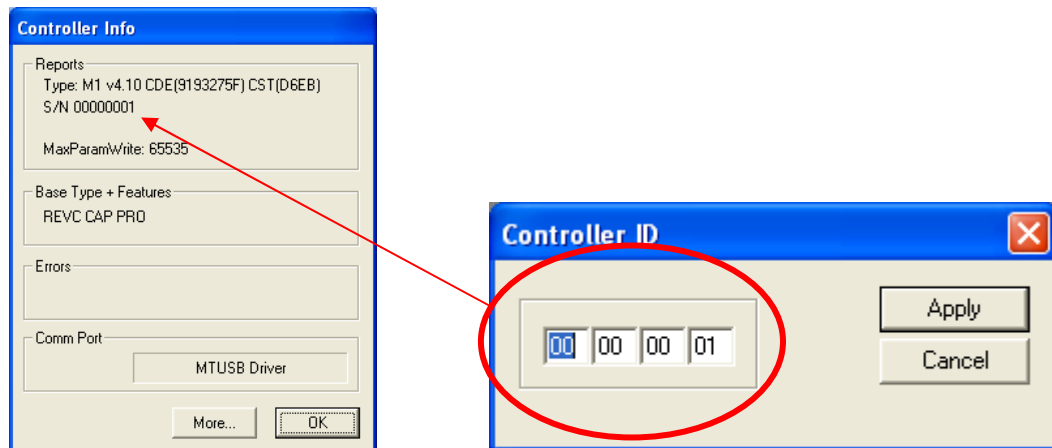 Controller Info
Reports
Type: M1 v4.10 CDE(9193275F) CST(D6EB)
S/N 00000001
MaxParamWrite: 65535
Base Type + Features
REVC CAP PRO
Errors
Comm Port
MTUSB Driver
More... OK
Controller ID
00 00 00 01
Apply
Cancel